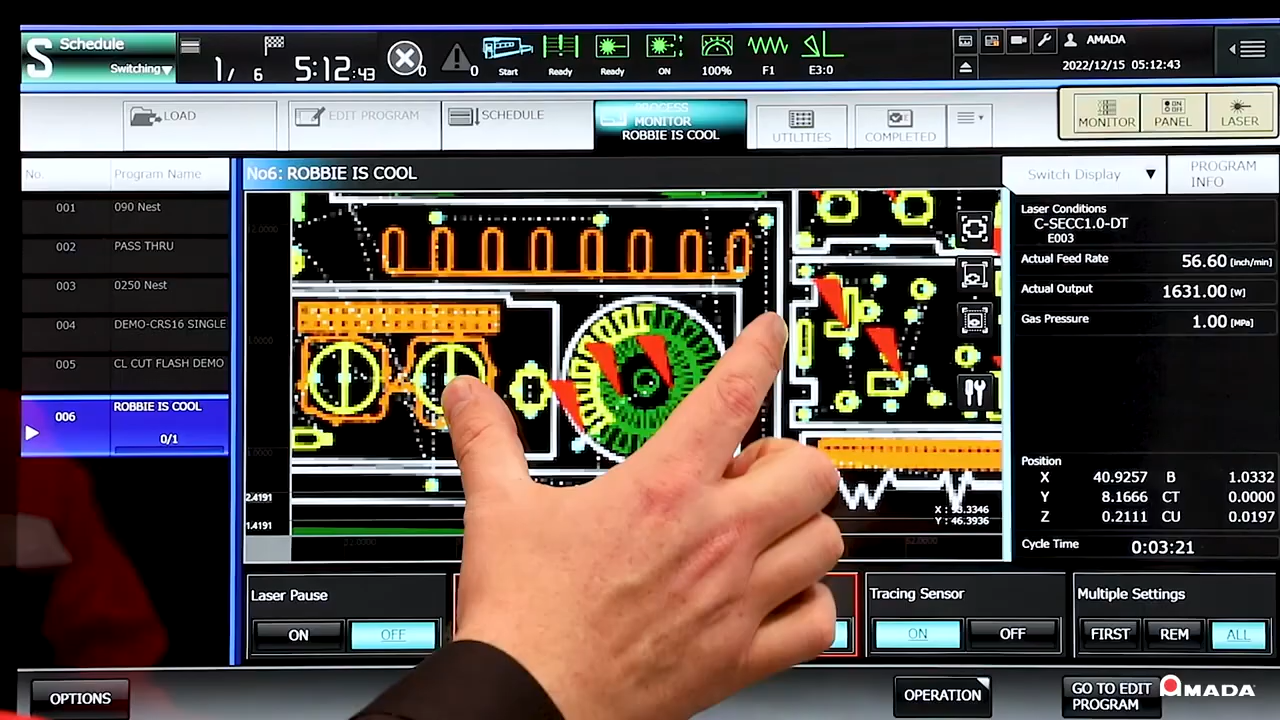 S
Schedule
Switching
1/ 6
5:12:43
0
0
Start
Ready
Ready
ON
100%
F1
E3:0
AMADA
2022/12/15 05:12:43
LOAD
EDIT PROGRAM
SCHEDULE
PROCESS
MONITOR
ROBBIE IS COOL
UTILITIES
COMPLETED
MONITOR
ON
OFF
PANEL
LASER
No.
Program Name
001
090 Nest
002
PASS THRU
003
0250 Nest
004
DEMO-CRS16 SINGLE
005
CL CUT FLASH DEMO
006
ROBBIE IS COOL
0/1
No6: ROBBIE IS COOL
Switch Display
PROGRAM
INFO
Laser Conditions
C-SECC1.0-DT
E003
Actual Feed Rate
56.60 [inch/min]
Actual Output
1631.00 [W]
Gas Pressure
1.00 [MPa]
2.4191
1.4191
Y : 46.3936
Position
X 40.9257 B 1.0332
Y 8.1666 CT 0.0000
Z 0.2111 CU 0.0197
Cycle Time 0:03:21
Laser Pause
ON
OFF
Tracing Sensor
ON
OFF
Multiple Settings
FIRST
REM
ALL
OPTIONS
OPERATION
GO TO EDIT
PROGRAM
AMADA